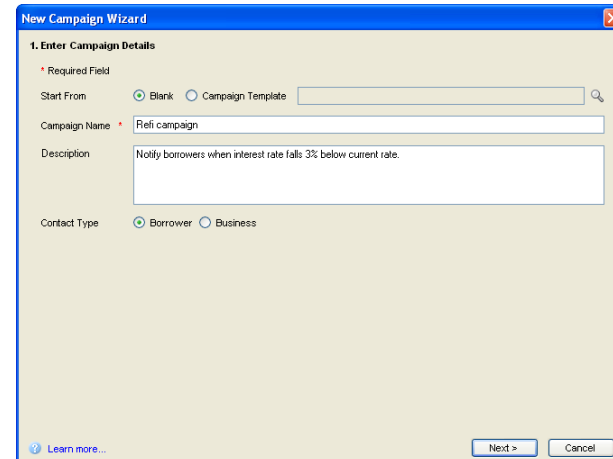 New Campaign Wizard
1. Enter Campaign Details
* Required Field
Start From Blank Campaign Template
Campaign Name * Refi campaign
Description Notify borrowers when interest rate falls 3% below current rate.
Contact Type Borrower Business
Learn more... Next > Cancel